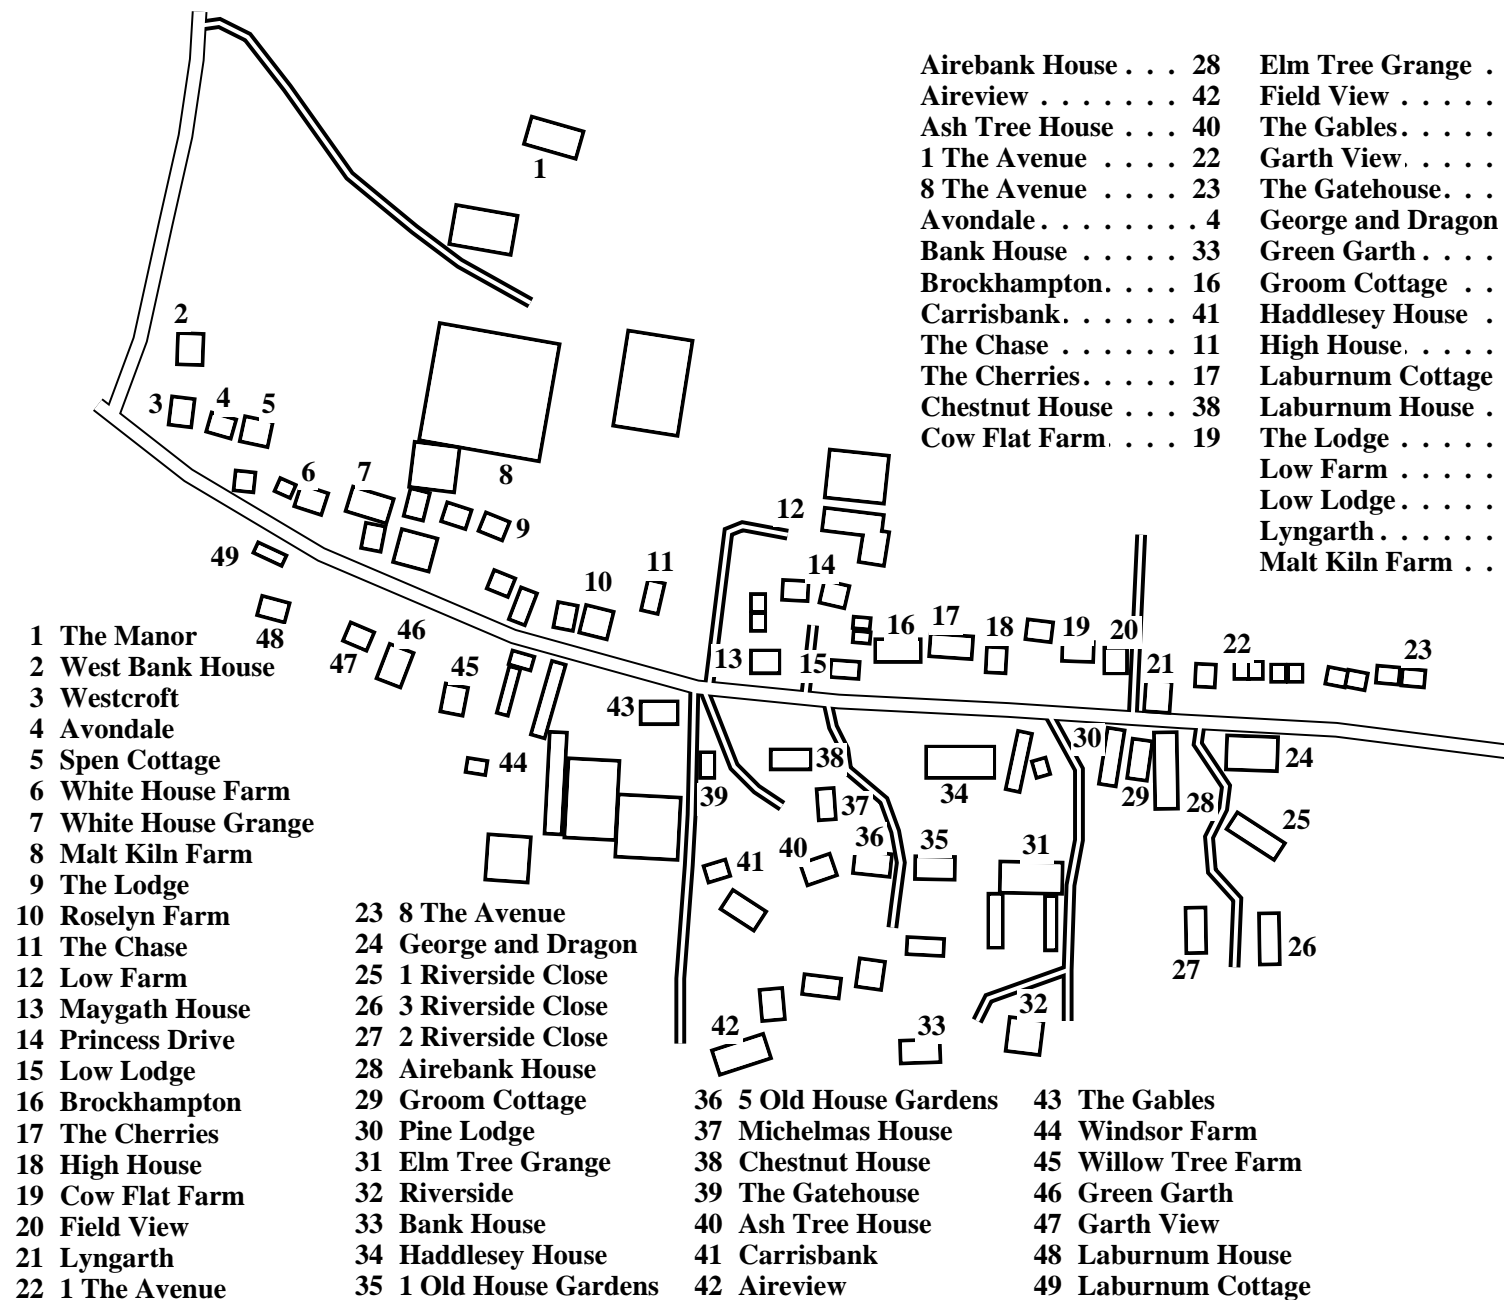 Airebank House . . . 28
Aireview . . . . . . . 42
Ash Tree House . . . 40
1 The Avenue . . . . 22
8 The Avenue . . . . 23
Avondale . . . . . . . . 4
Bank House . . . . . 33
Brockhampton. . . . 16
Carrisbank. . . . . . 41
The Chase . . . . . . 11
The Cherries. . . . . 17
Chestnut House . . . 38
Cow Flat Farm. . . . 19
Elm Tree Grange .
Field View . . . . .
The Gables. . . . .
Garth View. . . . .
The Gatehouse. . .
George and Dragon
Green Garth . . . .
Groom Cottage . .
Haddlesey House .
High House. . . . .
Laburnum Cottage
Laburnum House .
The Lodge . . . . .
Low Farm . . . . .
Low Lodge. . . . .
Lyngarth . . . . . .
Malt Kiln Farm . .
1
2
3
4
5
6
7
8
9
10
11
12
13
14
15
16
17
18
19
20
21
22
23
24
25
26
27
28
29
30
31
32
33
34
35
36
37
38
39
40
41
42
43
44
45
46
47
48
49
1 The Manor
2 West Bank House
3 Westcroft
4 Avondale
5 Spen Cottage
6 White House Farm
7 White House Grange
8 Malt Kiln Farm
9 The Lodge
10 Roselyn Farm
11 The Chase
12 Low Farm
13 Maygath House
14 Princess Drive
15 Low Lodge
16 Brockhampton
17 The Cherries
18 High House
19 Cow Flat Farm
20 Field View
21 Lyngarth
22 1 The Avenue
23 8 The Avenue
24 George and Dragon
25 1 Riverside Close
26 3 Riverside Close
27 2 Riverside Close
28 Airebank House
29 Groom Cottage
30 Pine Lodge
31 Elm Tree Grange
32 Riverside
33 Bank House
34 Haddlesey House
35 1 Old House Gardens
36 5 Old House Gardens
37 Michelmas House
38 Chestnut House
39 The Gatehouse
40 Ash Tree House
41 Carrisbank
42 Aireview
43 The Gables
44 Windsor Farm
45 Willow Tree Farm
46 Green Garth
47 Garth View
48 Laburnum House
49 Laburnum Cottage